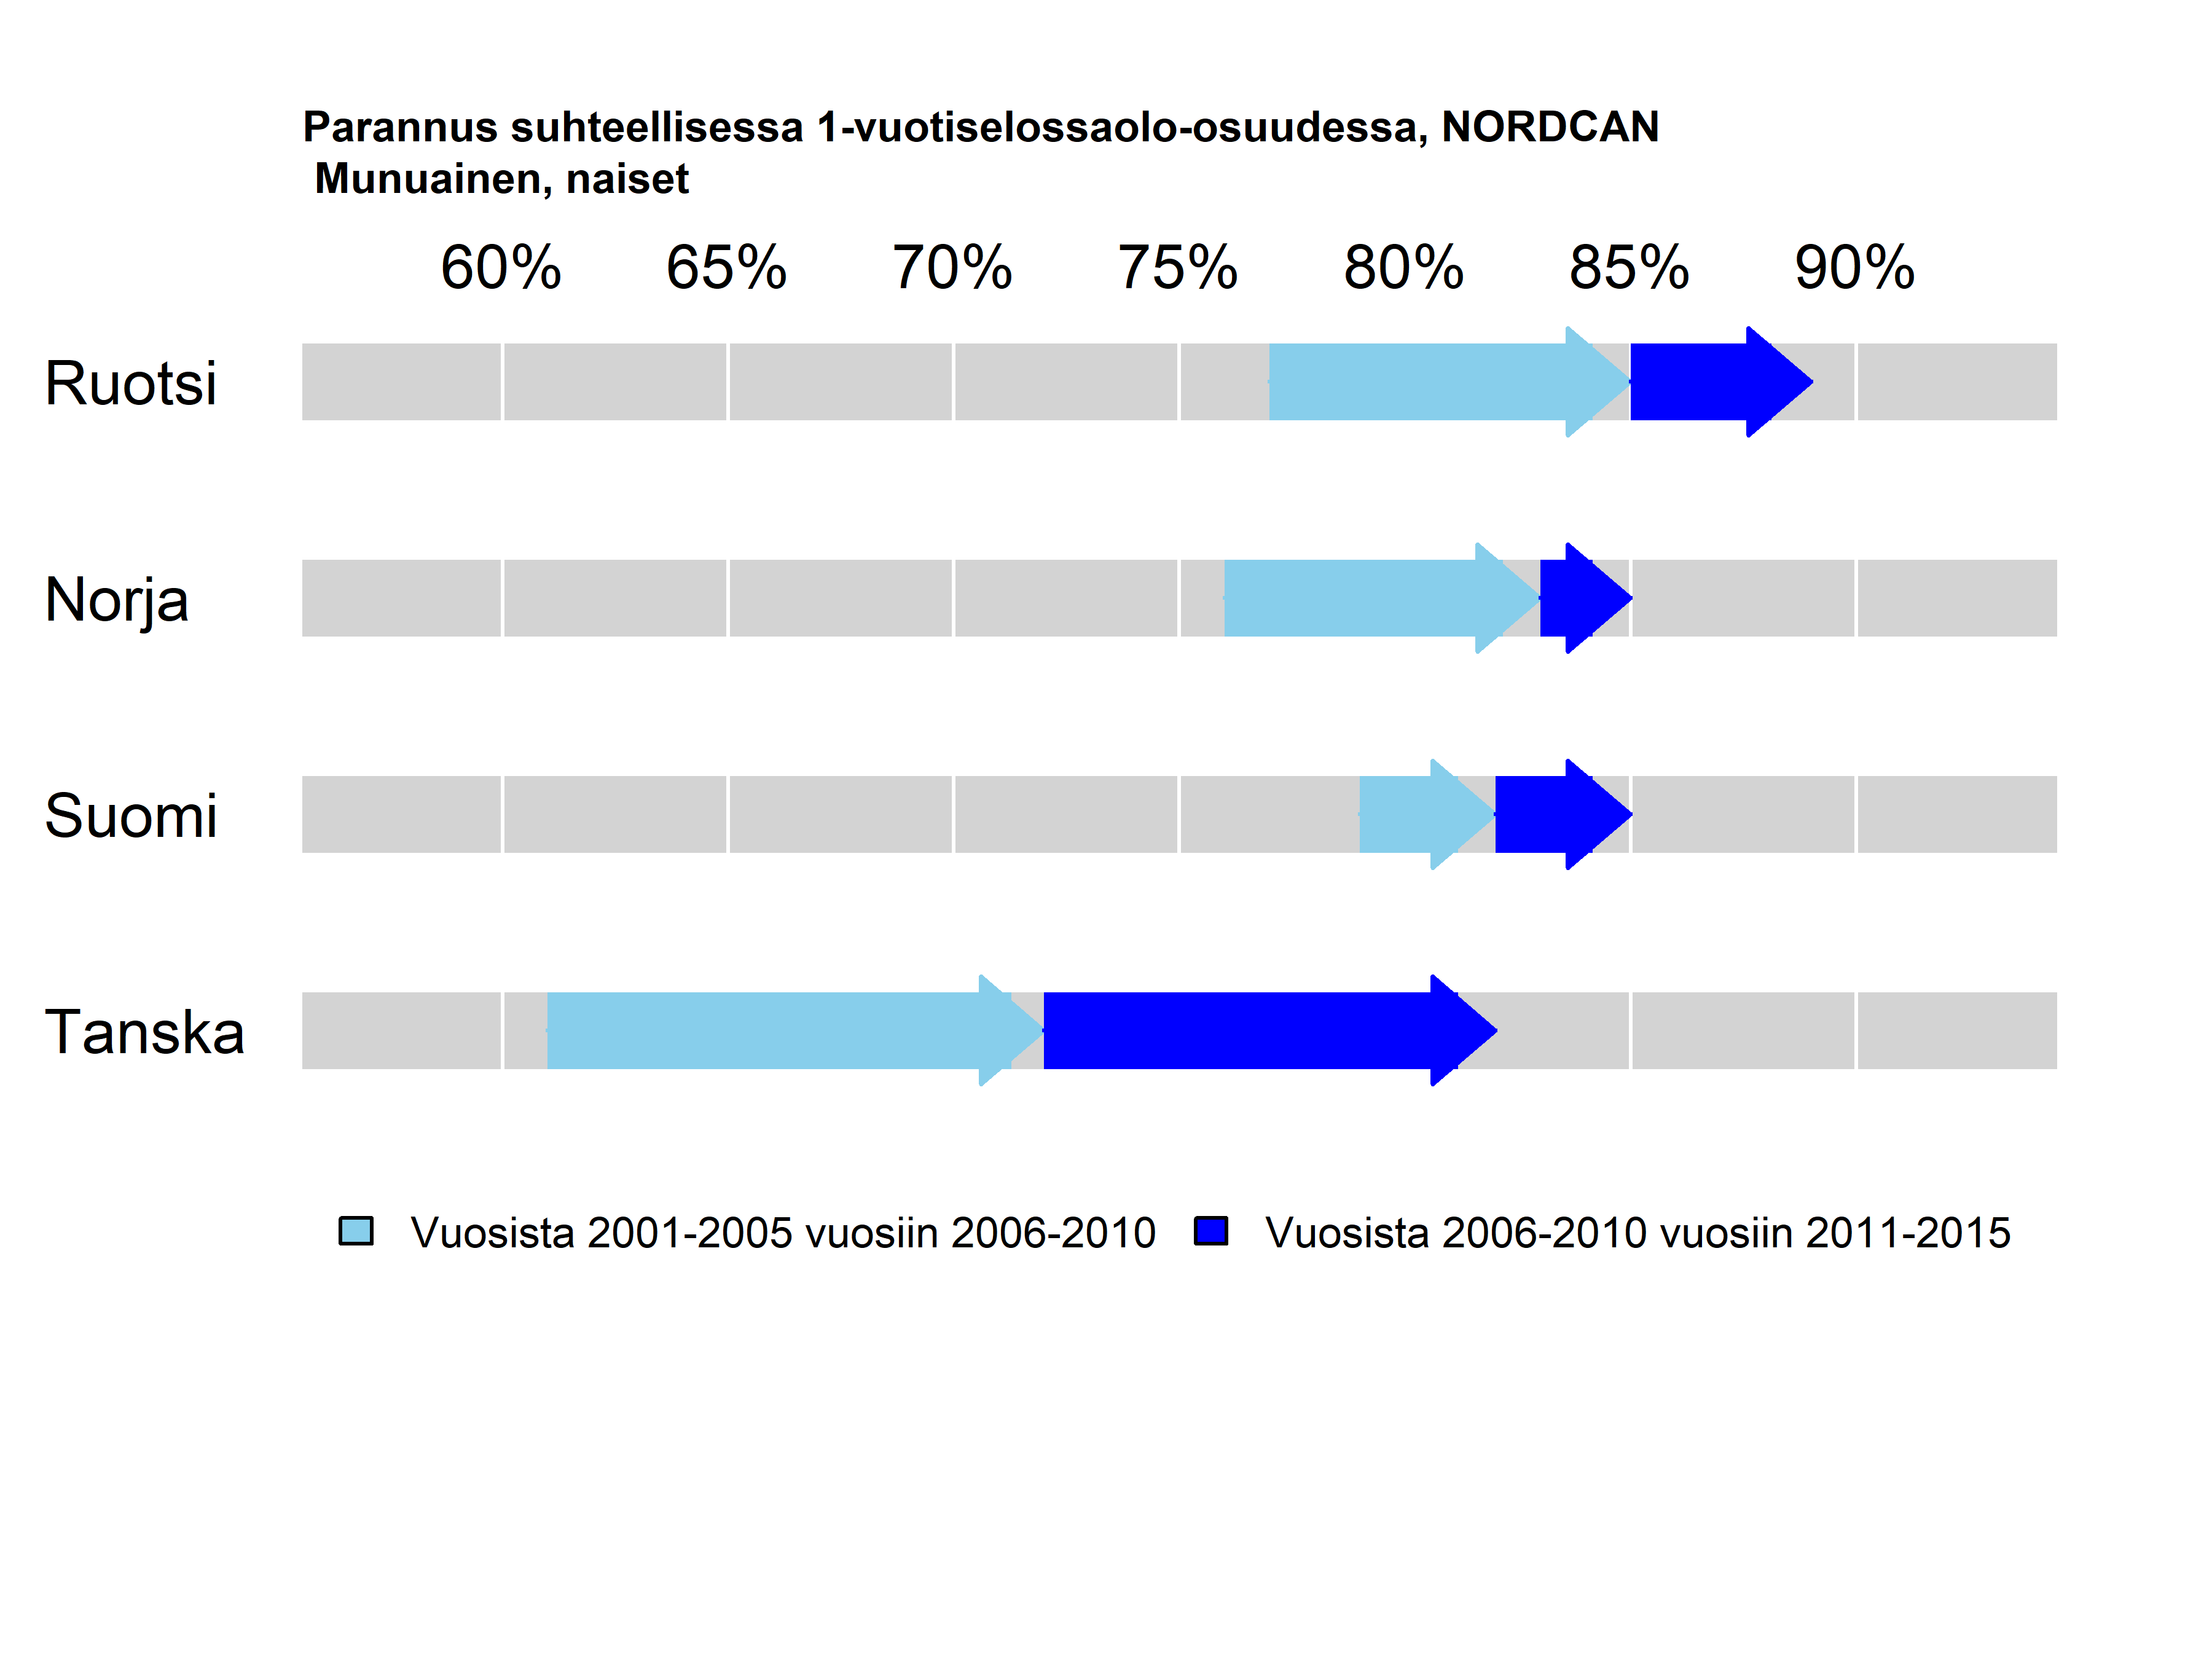 Parannus suhteellisessa 1-vuotiselossaolo-osuudessa, NORDCAN
Munuainen, naiset
60% 65% 70% 75% 80% 85% 90%
Ruotsi
Norja
Suomi
Tanska
Vuosista 2001-2005 vuosiin 2006-2010 Vuosista 2006-2010 vuosiin 2011-2015